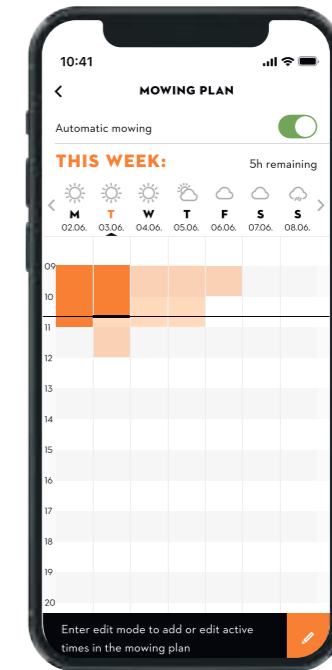 10:41
MOWING PLAN
Automatic mowing
THIS WEEK:
5h remaining
M T W T F S S
02.06. 03.06. 04.06. 05.06. 06.06. 07.06. 08.06.
09
10
11
12
13
14
15
16
17
18
19
20
Enter edit mode to add or edit active
times in the mowing plan